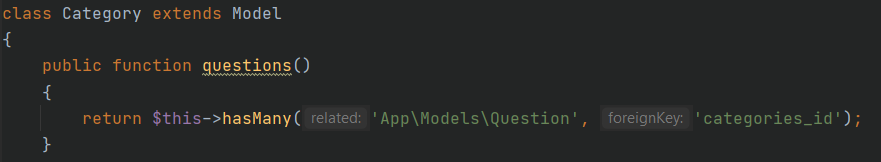 class Category extends Model
{
    public function questions()
    {
        return $this->hasMany( related: 'App\Models\Question', foreignKey: 'categories_id');
    }